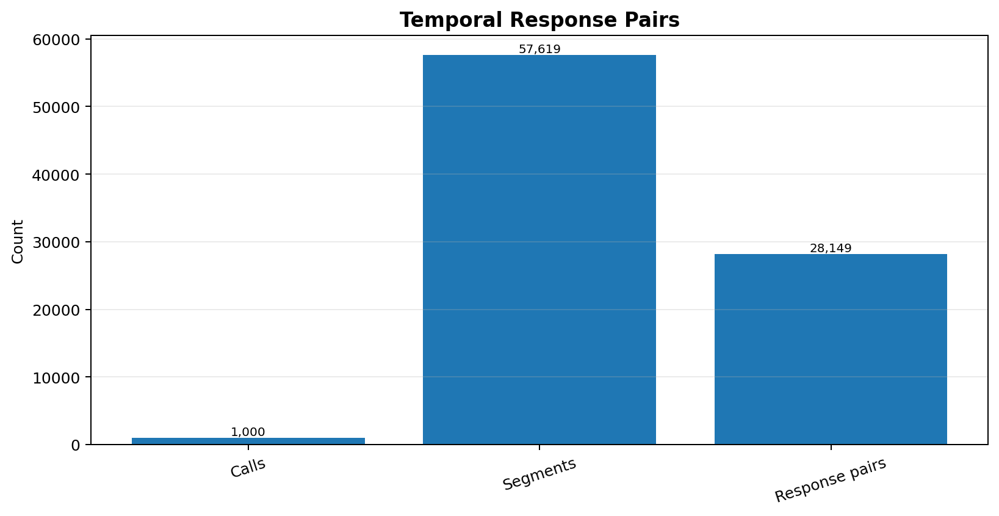 Temporal Response Pairs
Count
60000
50000
40000
30000
20000
10000
0
1,000
57,619
28,149
Calls
Segments
Response pairs